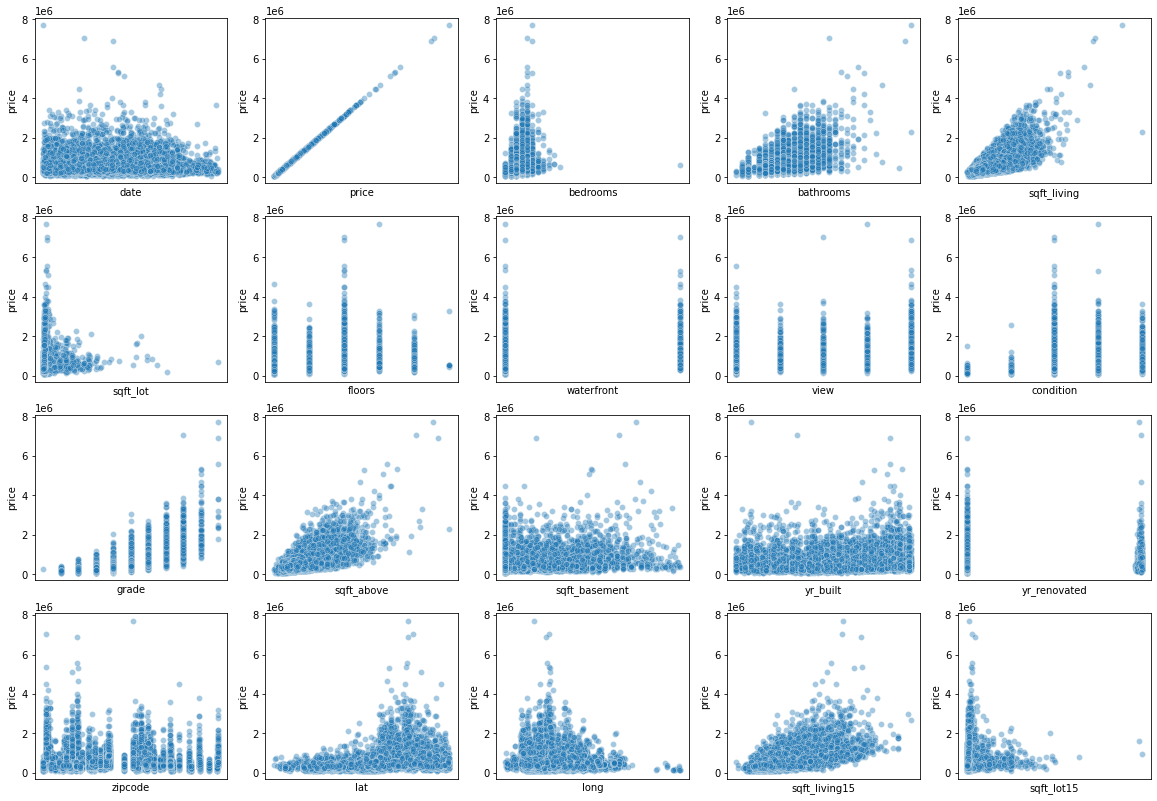 1e6 1e6 1e6 1e6 1e6
8 8 8 8 8
6 6 6 6 6
4 4 4 4 4
2 2 2 2 2
0 0 0 0 0
price price price price price
date price bedrooms bathrooms sqft_living
1e6 1e6 1e6 1e6 1e6
8 8 8 8 8
6 6 6 6 6
4 4 4 4 4
2 2 2 2 2
0 0 0 0 0
price price price price price
sqft_lot floors waterfront view condition
1e6 1e6 1e6 1e6 1e6
8 8 8 8 8
6 6 6 6 6
4 4 4 4 4
2 2 2 2 2
0 0 0 0 0
price price price price price
grade sqft_above sqft_basement yr_built yr_renovated
1e6 1e6 1e6 1e6 1e6
8 8 8 8 8
6 6 6 6 6
4 4 4 4 4
2 2 2 2 2
0 0 0 0 0
price price price price price
zipcode lat long sqft_living15 sqft_lot15